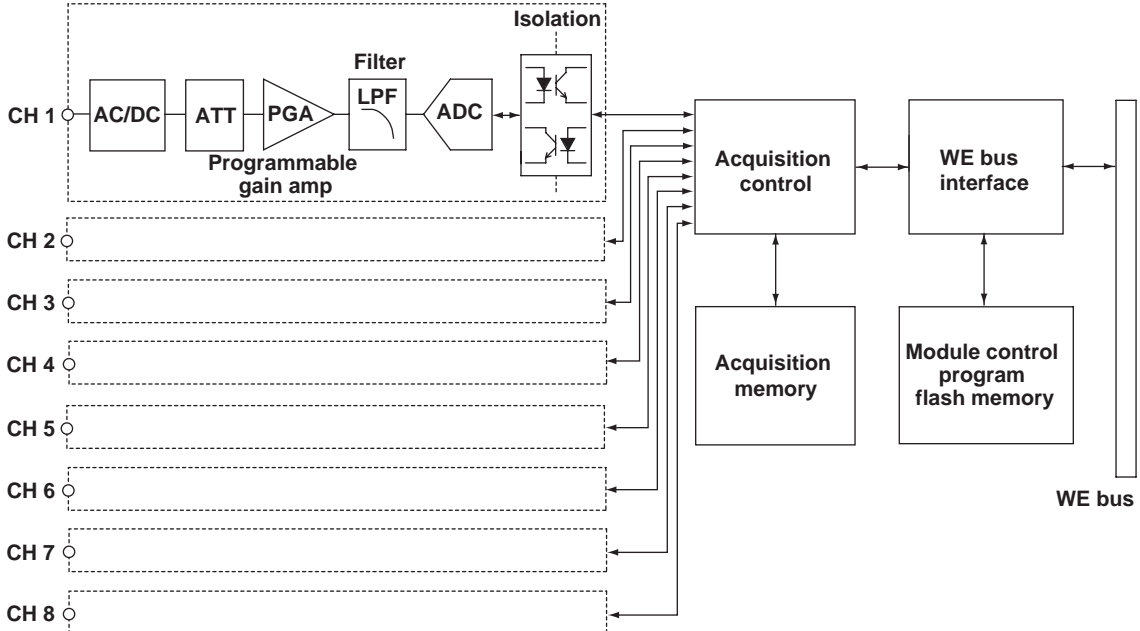 Isolation
Filter
CH 1
AC/DC
ATT
PGA
LPF
ADC
Programmable
gain amp
Acquisition
control
WE bus
interface
CH 2
CH 3
CH 4
Acquisition
memory
Module control
program
flash memory
CH 5
CH 6
WE bus
CH 7
CH 8